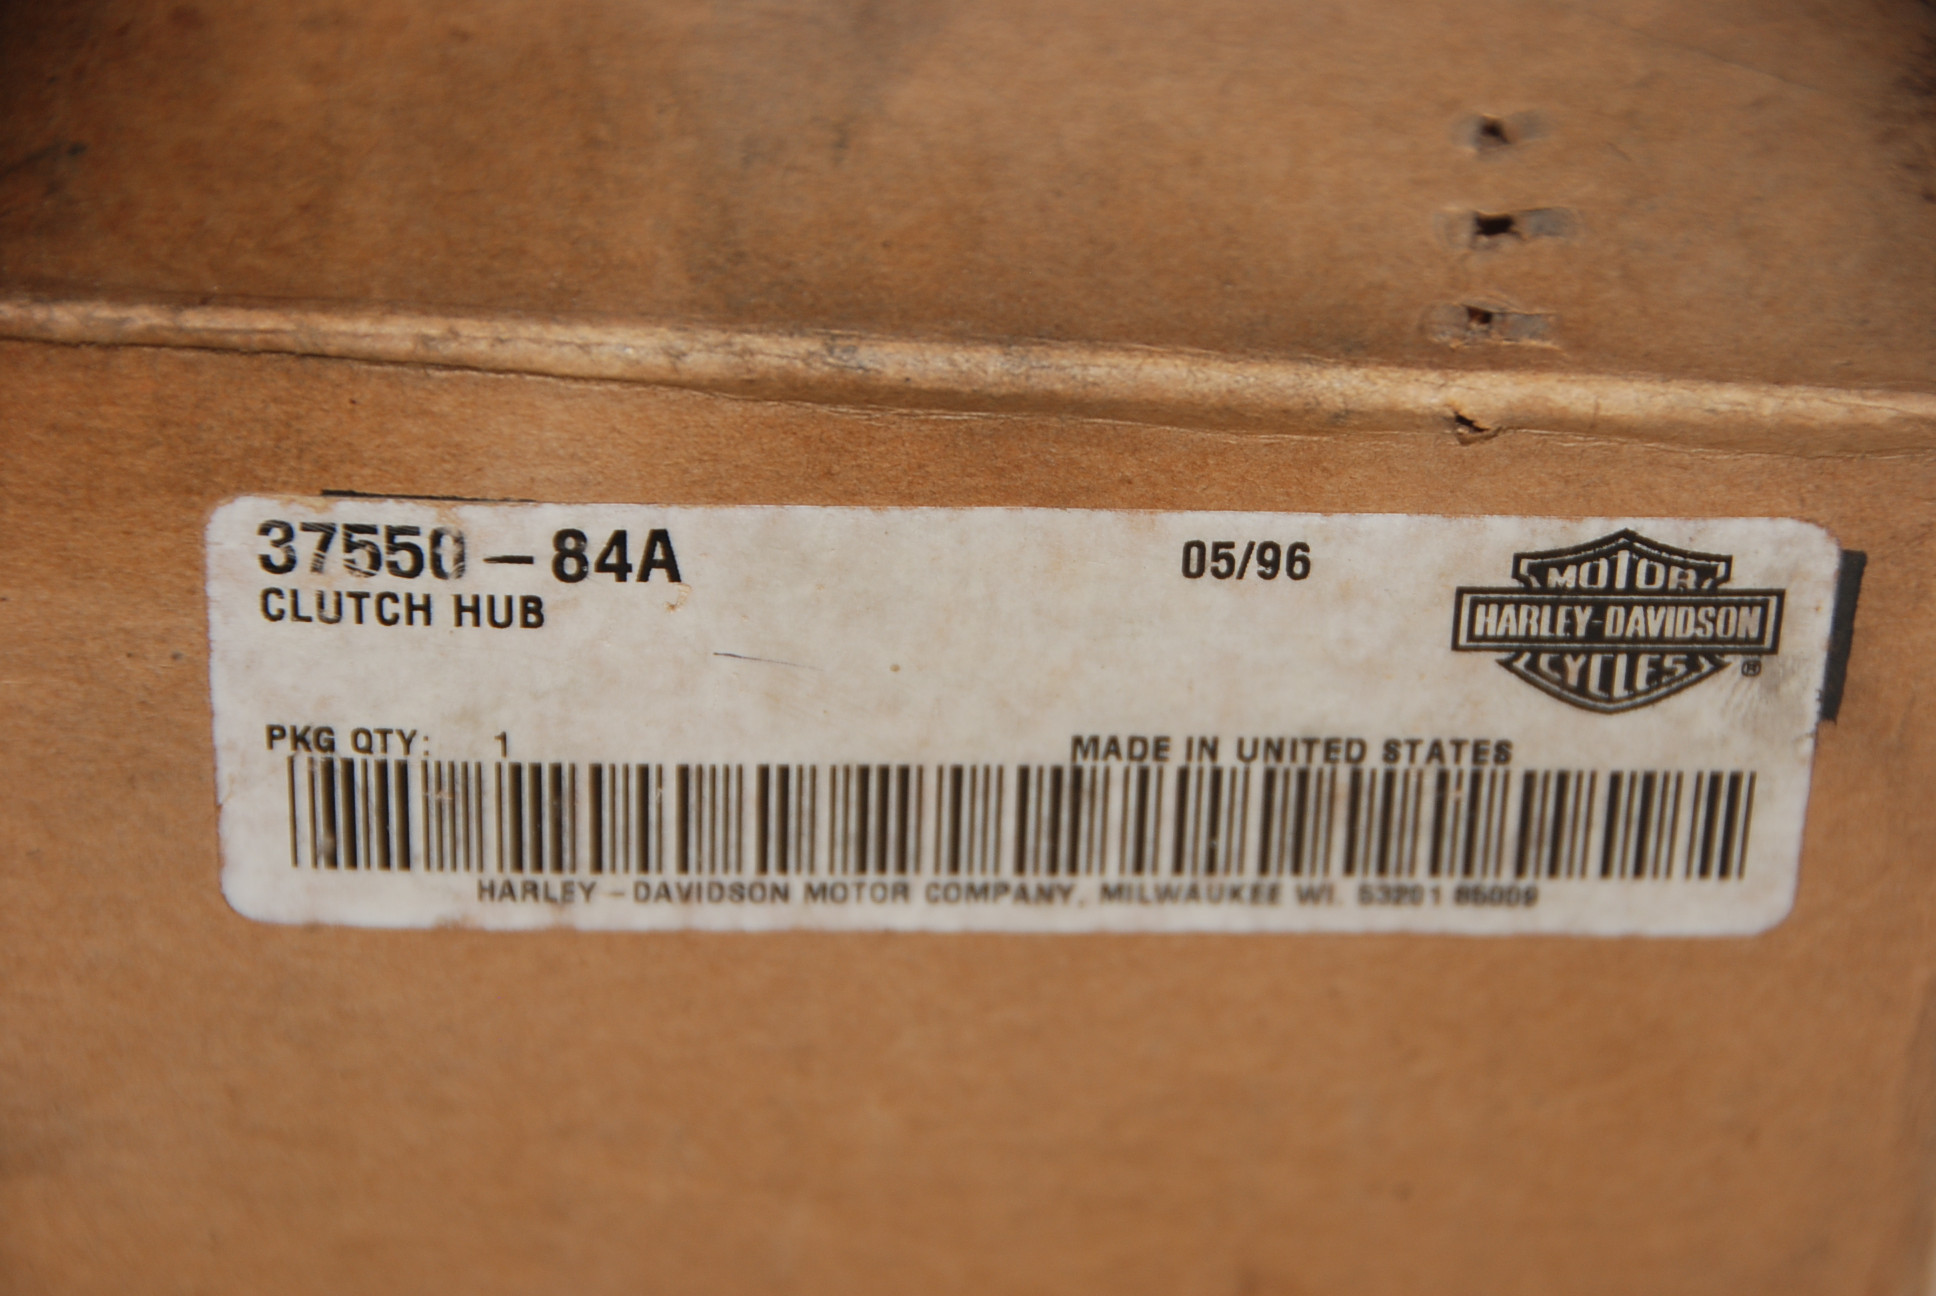 37550-84A
CLUTCH HUB
05/96
MOTOR
HARLEY-DAVIDSON
CYCLES
®
PKG QTY: 1
MADE IN UNITED STATES
HARLEY-DAVIDSON MOTOR COMPANY, MILWAUKEE WI. 53201 85009